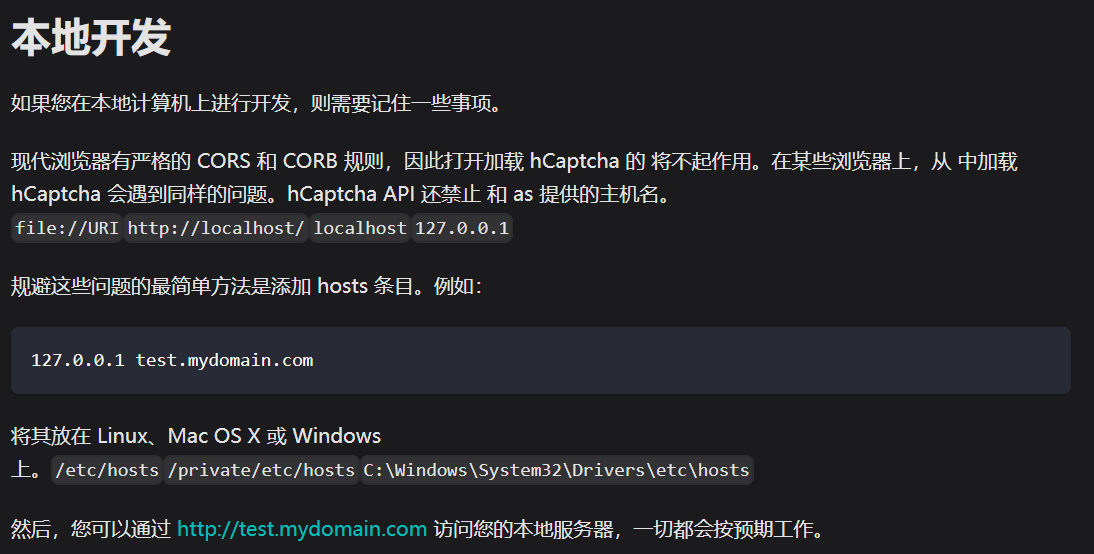 本地开发
如果您在本地计算机上进行开发，则需要记住一些事项。
现代浏览器有严格的 CORS 和 CORB 规则，因此打开加载 hCaptcha 的 将不起作用。在某些浏览器上，从 中加载
hCaptcha 会遇到同样的问题。hCaptcha API 还禁止 和 as 提供的主机名。
file://URI http://localhost/ localhost 127.0.0.1
规避这些问题的最简单方法是添加 hosts 条目。例如：
127.0.0.1 test.mydomain.com
将其放在 Linux、Mac OS X 或 Windows
上。/etc/hosts /private/etc/hosts C:\Windows\System32\Drivers\etc\hosts
然后，您可以通过 http://test.mydomain.com 访问您的本地服务器，一切都会按预期工作。